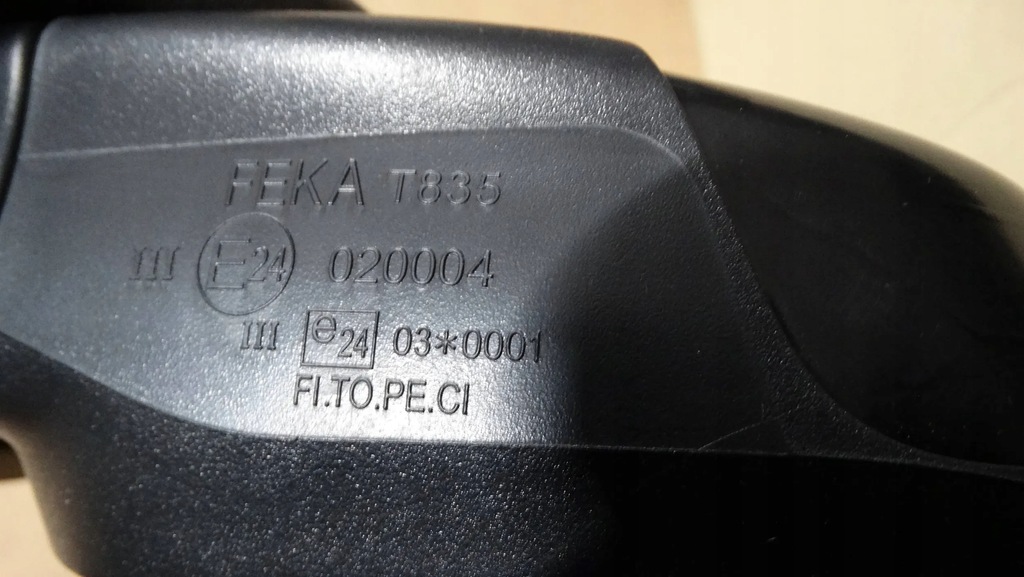 FEKA T835
III E24 020004
III e24 03*0001
FI.TO.PE.CI